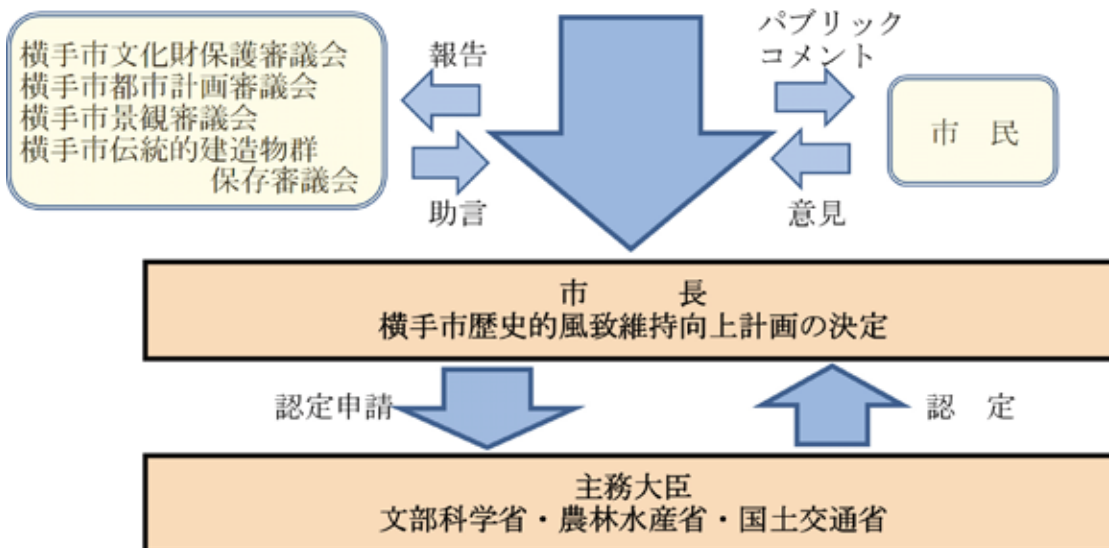 横手市文化財保護審議会
横手市都市計画審議会
横手市景観審議会
横手市伝統的建造物群
保存審議会
報告
助言
パブリック
コメント
意見
市　民
市　　　長
横手市歴史的風致維持向上計画の決定
認定申請
認　定
主務大臣
文部科学省・農林水産省・国土交通省